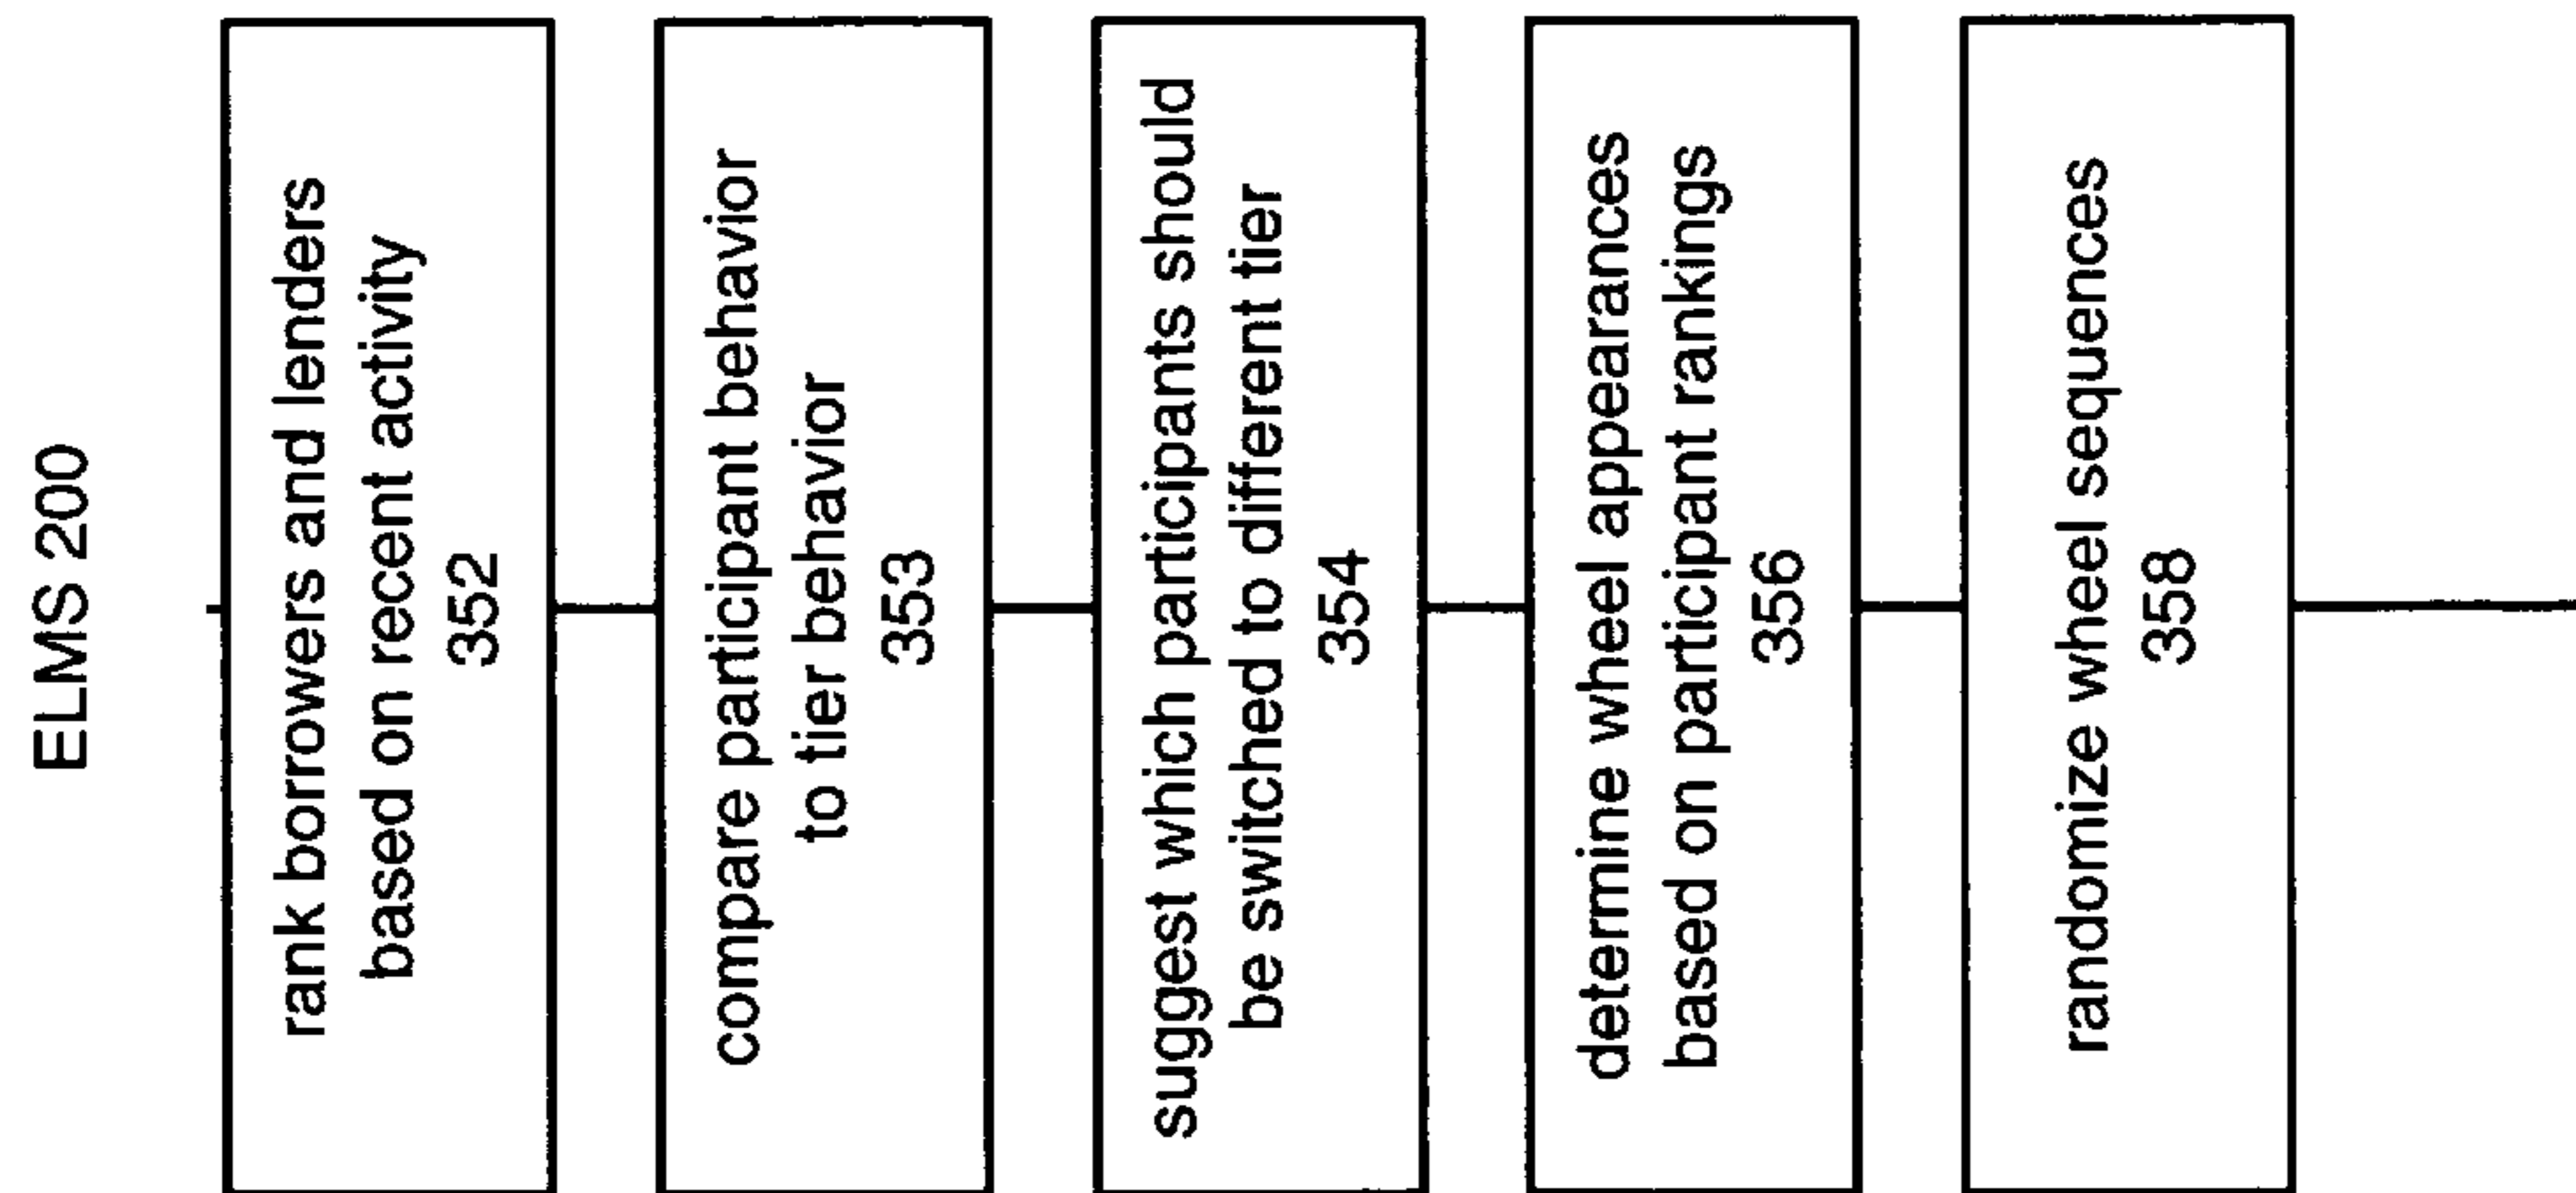 ELMS 200
rank borrowers and lenders
based on recent activity
352
compare participant behavior
to tier behavior
353
suggest which participants should
be switched to different tier
354
determine wheel appearances
based on participant rankings
356
randomize wheel sequences
358